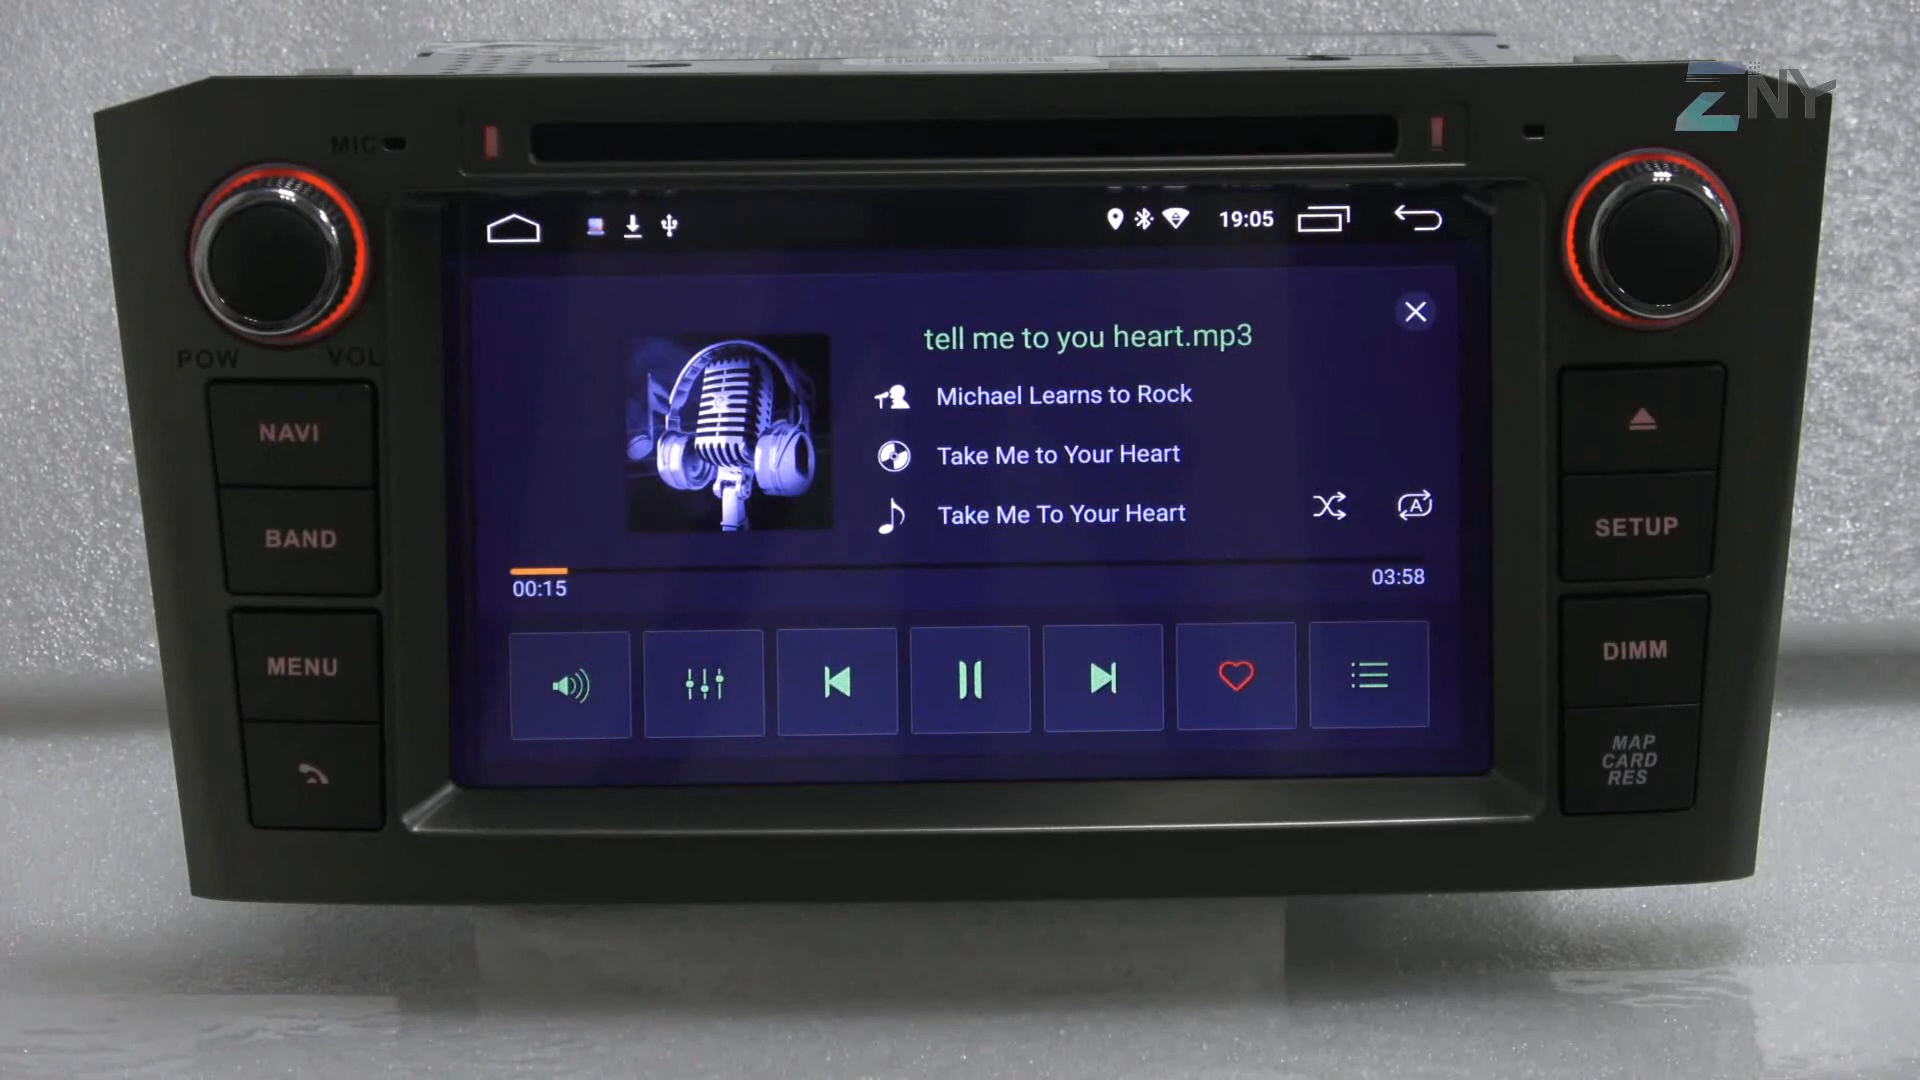 ZNY
MIC
19:05
tell me to you heart.mp3
Michael Learns to Rock
Take Me to Your Heart
Take Me To Your Heart
A
00:15
03:58
POW
VOL
NAVI
BAND
MENU
SETUP
DIMM
MAP
CARD
RES